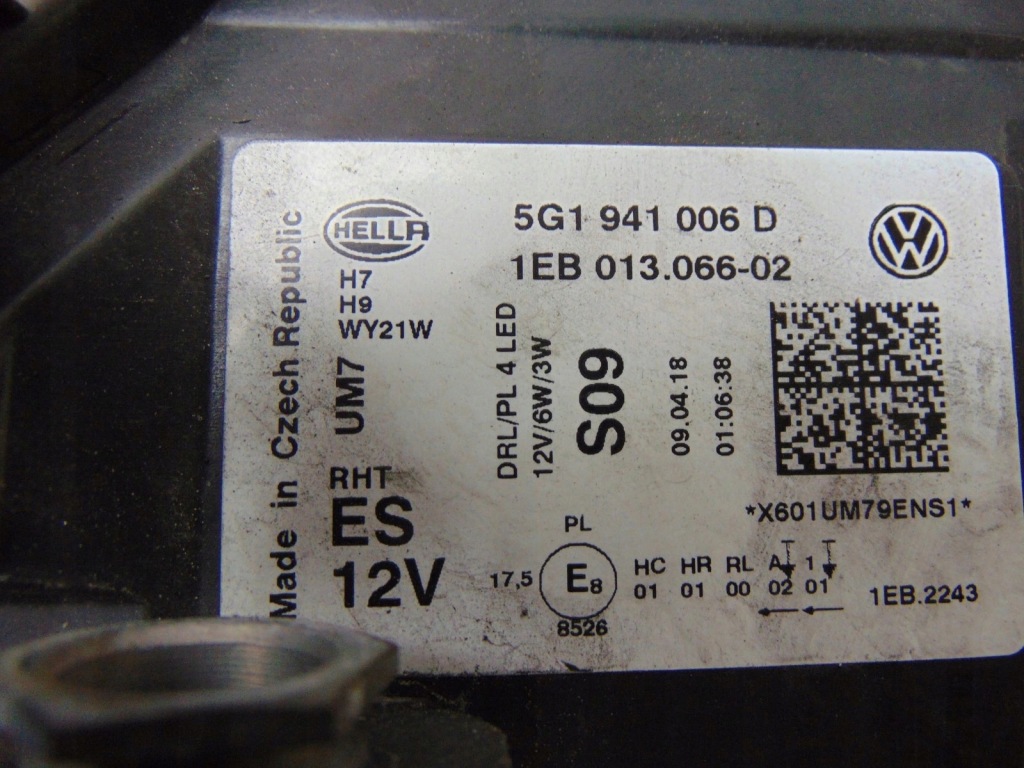 Made in Czech Republic
HELLA
5G1 941 006 D
1EB 013.066-02
VW
H7
H9
WY21W
UM7
DRL/PL 4 LED
12V/6W/3W
S09
09.04.18
01:06:38
RHT
ES
12V
*X601UM79ENS1*
PL
17,5
E8
8526
HC HR RL A 1
01 01 00 02 01
1EB.2243